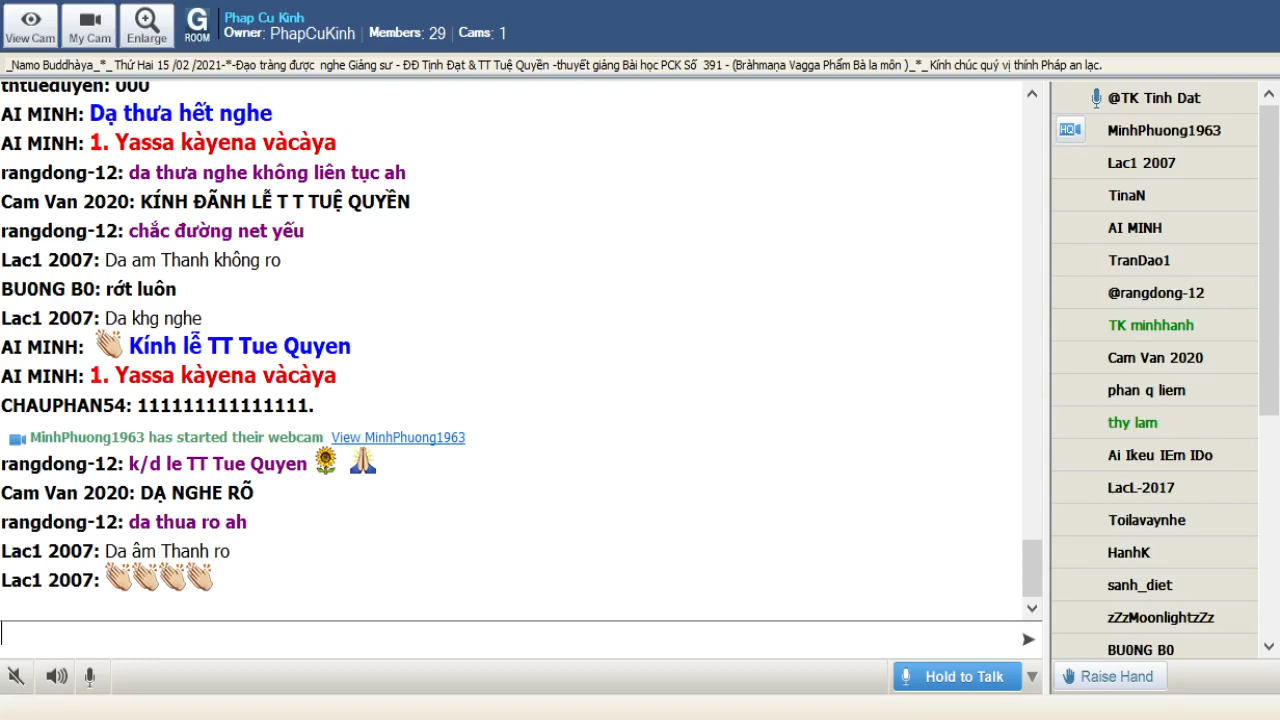 View Cam
My Cam
Enlarge
G
ROOM
Phap Cu Kinh
Owner: PhapCuKinh | Members: 29 | Cams: 1
_Namo Buddhàya_*_ Thứ Hai 15 /02 /2021-*-Đạo tràng được nghe Giảng sư - ĐĐ Tịnh Đạt & TT Tuệ Quyền -thuyết giảng Bài học PCK Số 391 - (Bràhmaṇa Vagga Phẩm Bà la môn )_*_ Kính chúc quý vị thính Pháp an lạc.
thtueduyen: 000
AI MINH: Dạ thưa hết nghe
AI MINH: 1. Yassa kàyena vàcàya
rangdong-12: da thưa nghe không liên tục ah
Cam Van 2020: KÍNH ĐÃNH LỄ T T TUỆ QUYỀN
rangdong-12: chắc đường net yếu
Lac1 2007: Da am Thanh không ro
BU0NG B0: rớt luôn
Lac1 2007: Da khg nghe
AI MINH: Kính lễ TT Tue Quyen
AI MINH: 1. Yassa kàyena vàcàya
CHAUPHAN54: 111111111111111.
MinhPhuong1963 has started their webcam View MinhPhuong1963
rangdong-12: k/d le TT Tue Quyen
Cam Van 2020: DẠ NGHE RÕ
rangdong-12: da thua ro ah
Lac1 2007: Da âm Thanh ro
Lac1 2007:
Hold to Talk
@TK Tinh Dat
HQ
MinhPhuong1963
Lac1 2007
TinaN
AI MINH
TranDao1
@rangdong-12
TK minhhanh
Cam Van 2020
phan q liem
thy lam
Ai Ikeu IEm IDo
LacL-2017
Toilavaynhe
HanhK
sanh_diet
zZzMoonlightzZz
BU0NG B0
Raise Hand